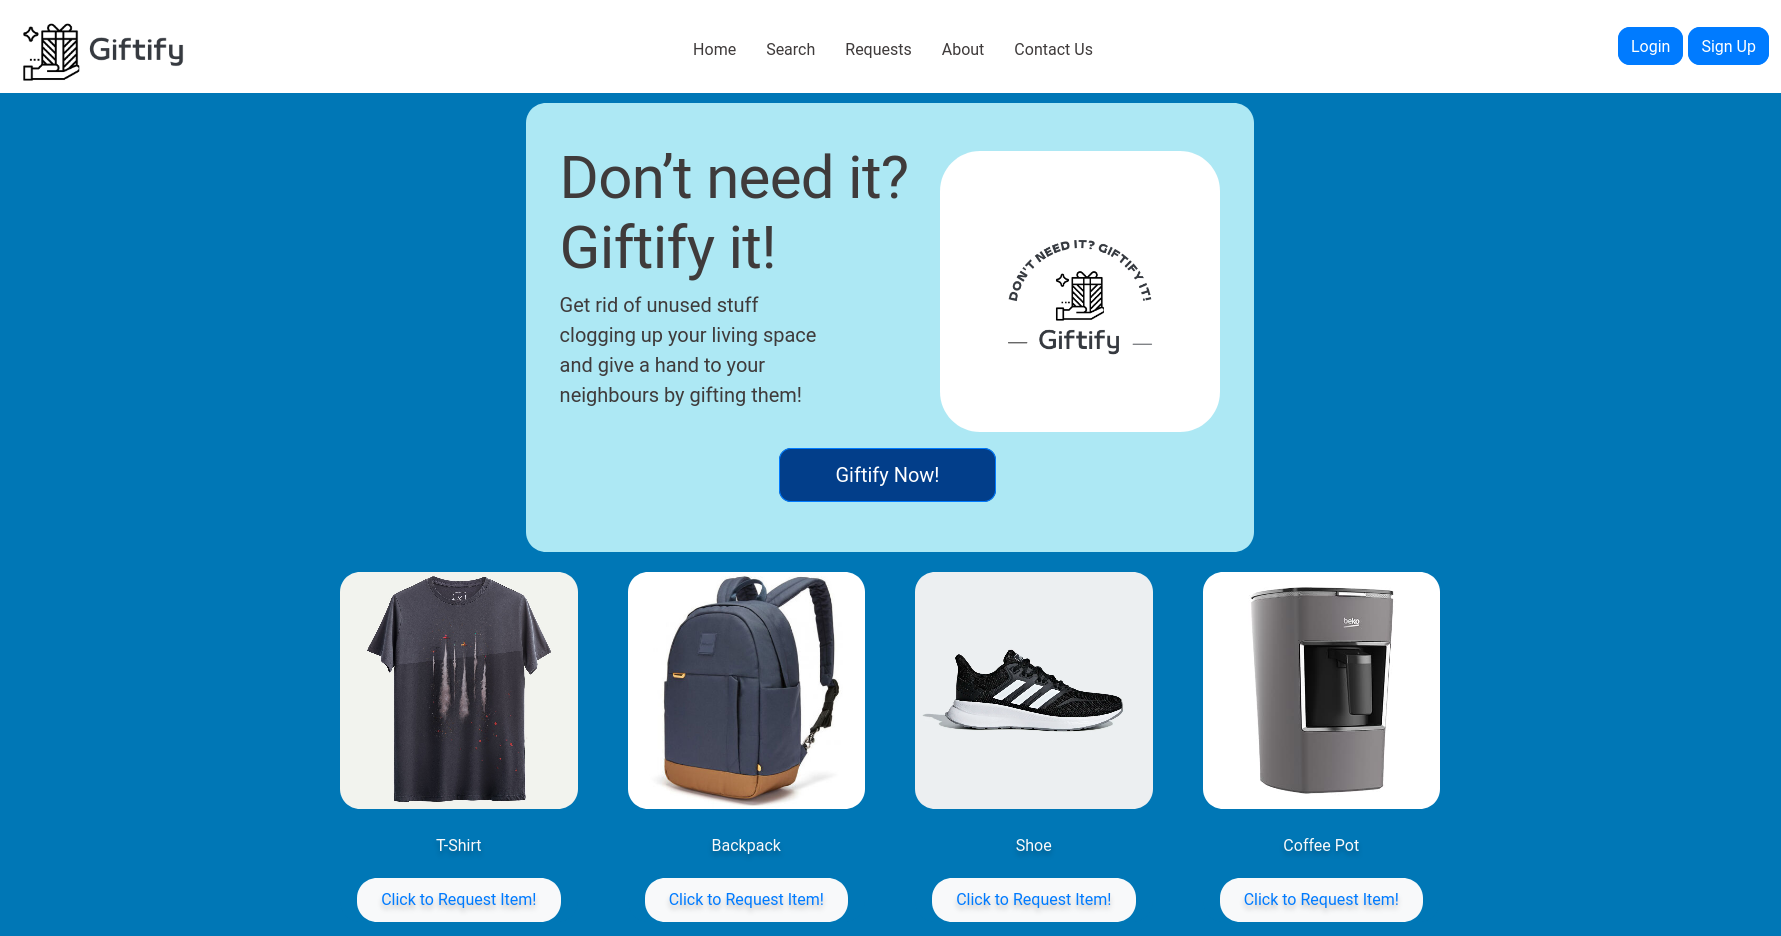 Giftify
Home
Search
Requests
About
Contact Us
Login
Sign Up
Don’t need it?
Giftify it!
Get rid of unused stuff
clogging up your living space
and give a hand to your
neighbours by gifting them!
DON'T NEED IT? GIFTIFY IT!
Giftify
Giftify Now!
beko
T-Shirt
Backpack
Shoe
Coffee Pot
Click to Request Item!
Click to Request Item!
Click to Request Item!
Click to Request Item!